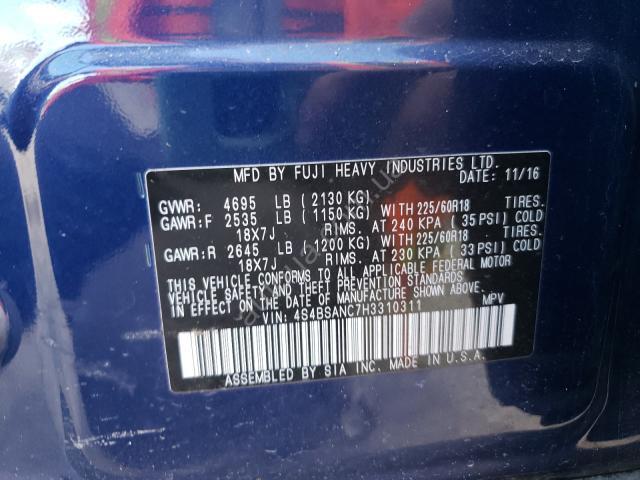 MFD BY FUJI HEAVY INDUSTRIES LTD.
DATE: 11/16
GVWR: 4695 LB (2130 KG)
GAWR:F 2535 LB (1150 KG) WITH 225/60R18 TIRES.
18X7J RIMS. AT 240 KPA (35 PSI) COLD
GAWR:R 2645 LB (1200 KG) WITH 225/60R18 TIRES.
18X7J RIMS. AT 230 KPA (33 PSI) COLD
THIS VEHICLE CONFORMS TO ALL APPLICABLE FEDERAL MOTOR
VEHICLE SAFETY AND THEFT PREVENTION STANDARDS
IN EFFECT ON THE DATE OF MANUFACTURE SHOWN ABOVE.
VIN: 4S4BSANC7H3310311 MPV
ASSEMBLED BY SIA INC. MADE IN U.S.A.